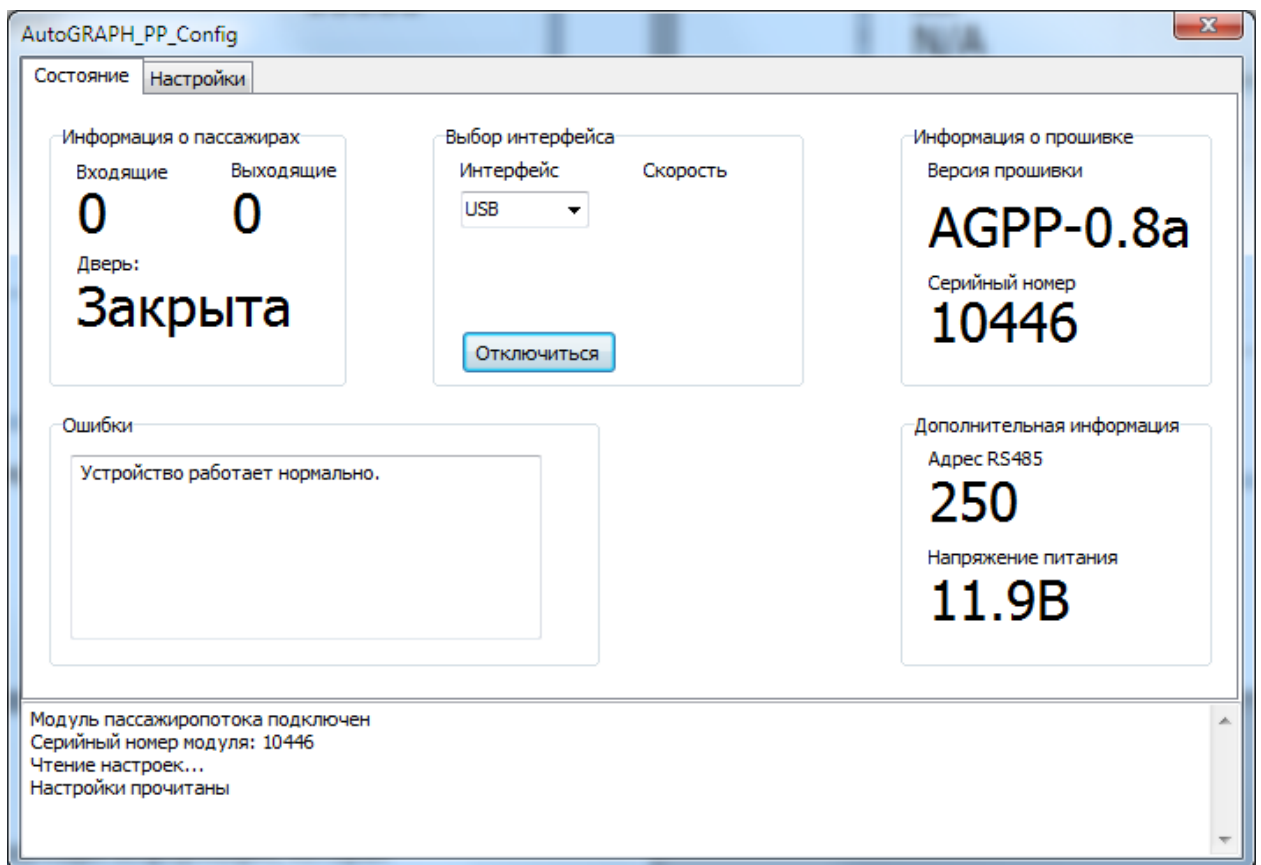 AutoGRAPH_PP_Config
N/A
Состояние Настройки
Информация о пассажирах
Входящие Выходящие
0 0
Дверь:
Закрыта
Выбор интерфейса
Интерфейс Скорость
USB
Отключиться
Информация о прошивке
Версия прошивки
AGPP-0.8a
Серийный номер
10446
Ошибки
Устройство работает нормально.
Дополнительная информация
Адрес RS485
250
Напряжение питания
11.9В
Модуль пассажиропотока подключен
Серийный номер модуля: 10446
Чтение настроек...
Настройки прочитаны